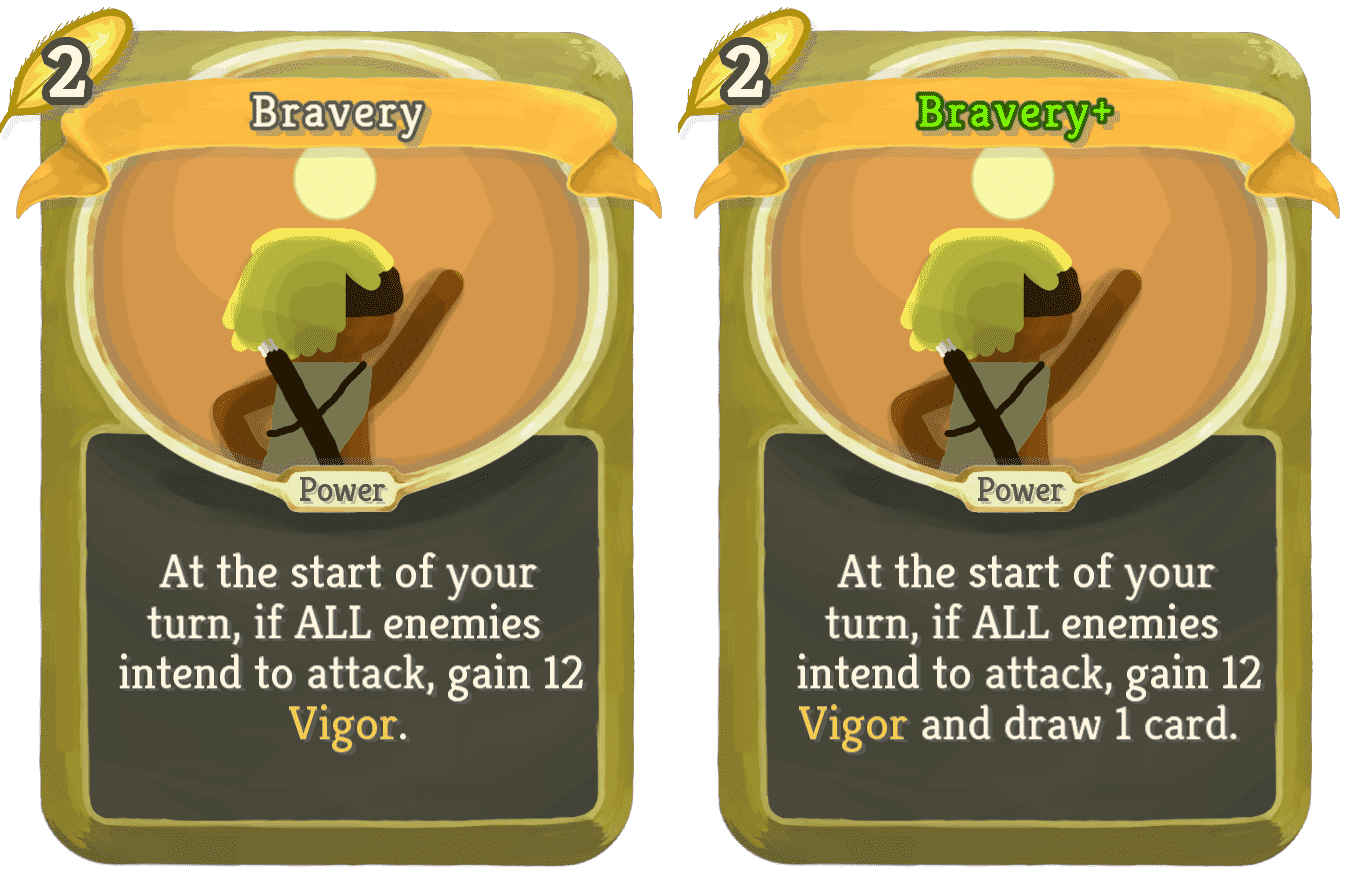 2
Bravery
Power
At the start of your
turn, if ALL enemies
intend to attack, gain 12
Vigor.
2
Bravery+
Power
At the start of your
turn, if ALL enemies
intend to attack, gain 12
Vigor and draw 1 card.